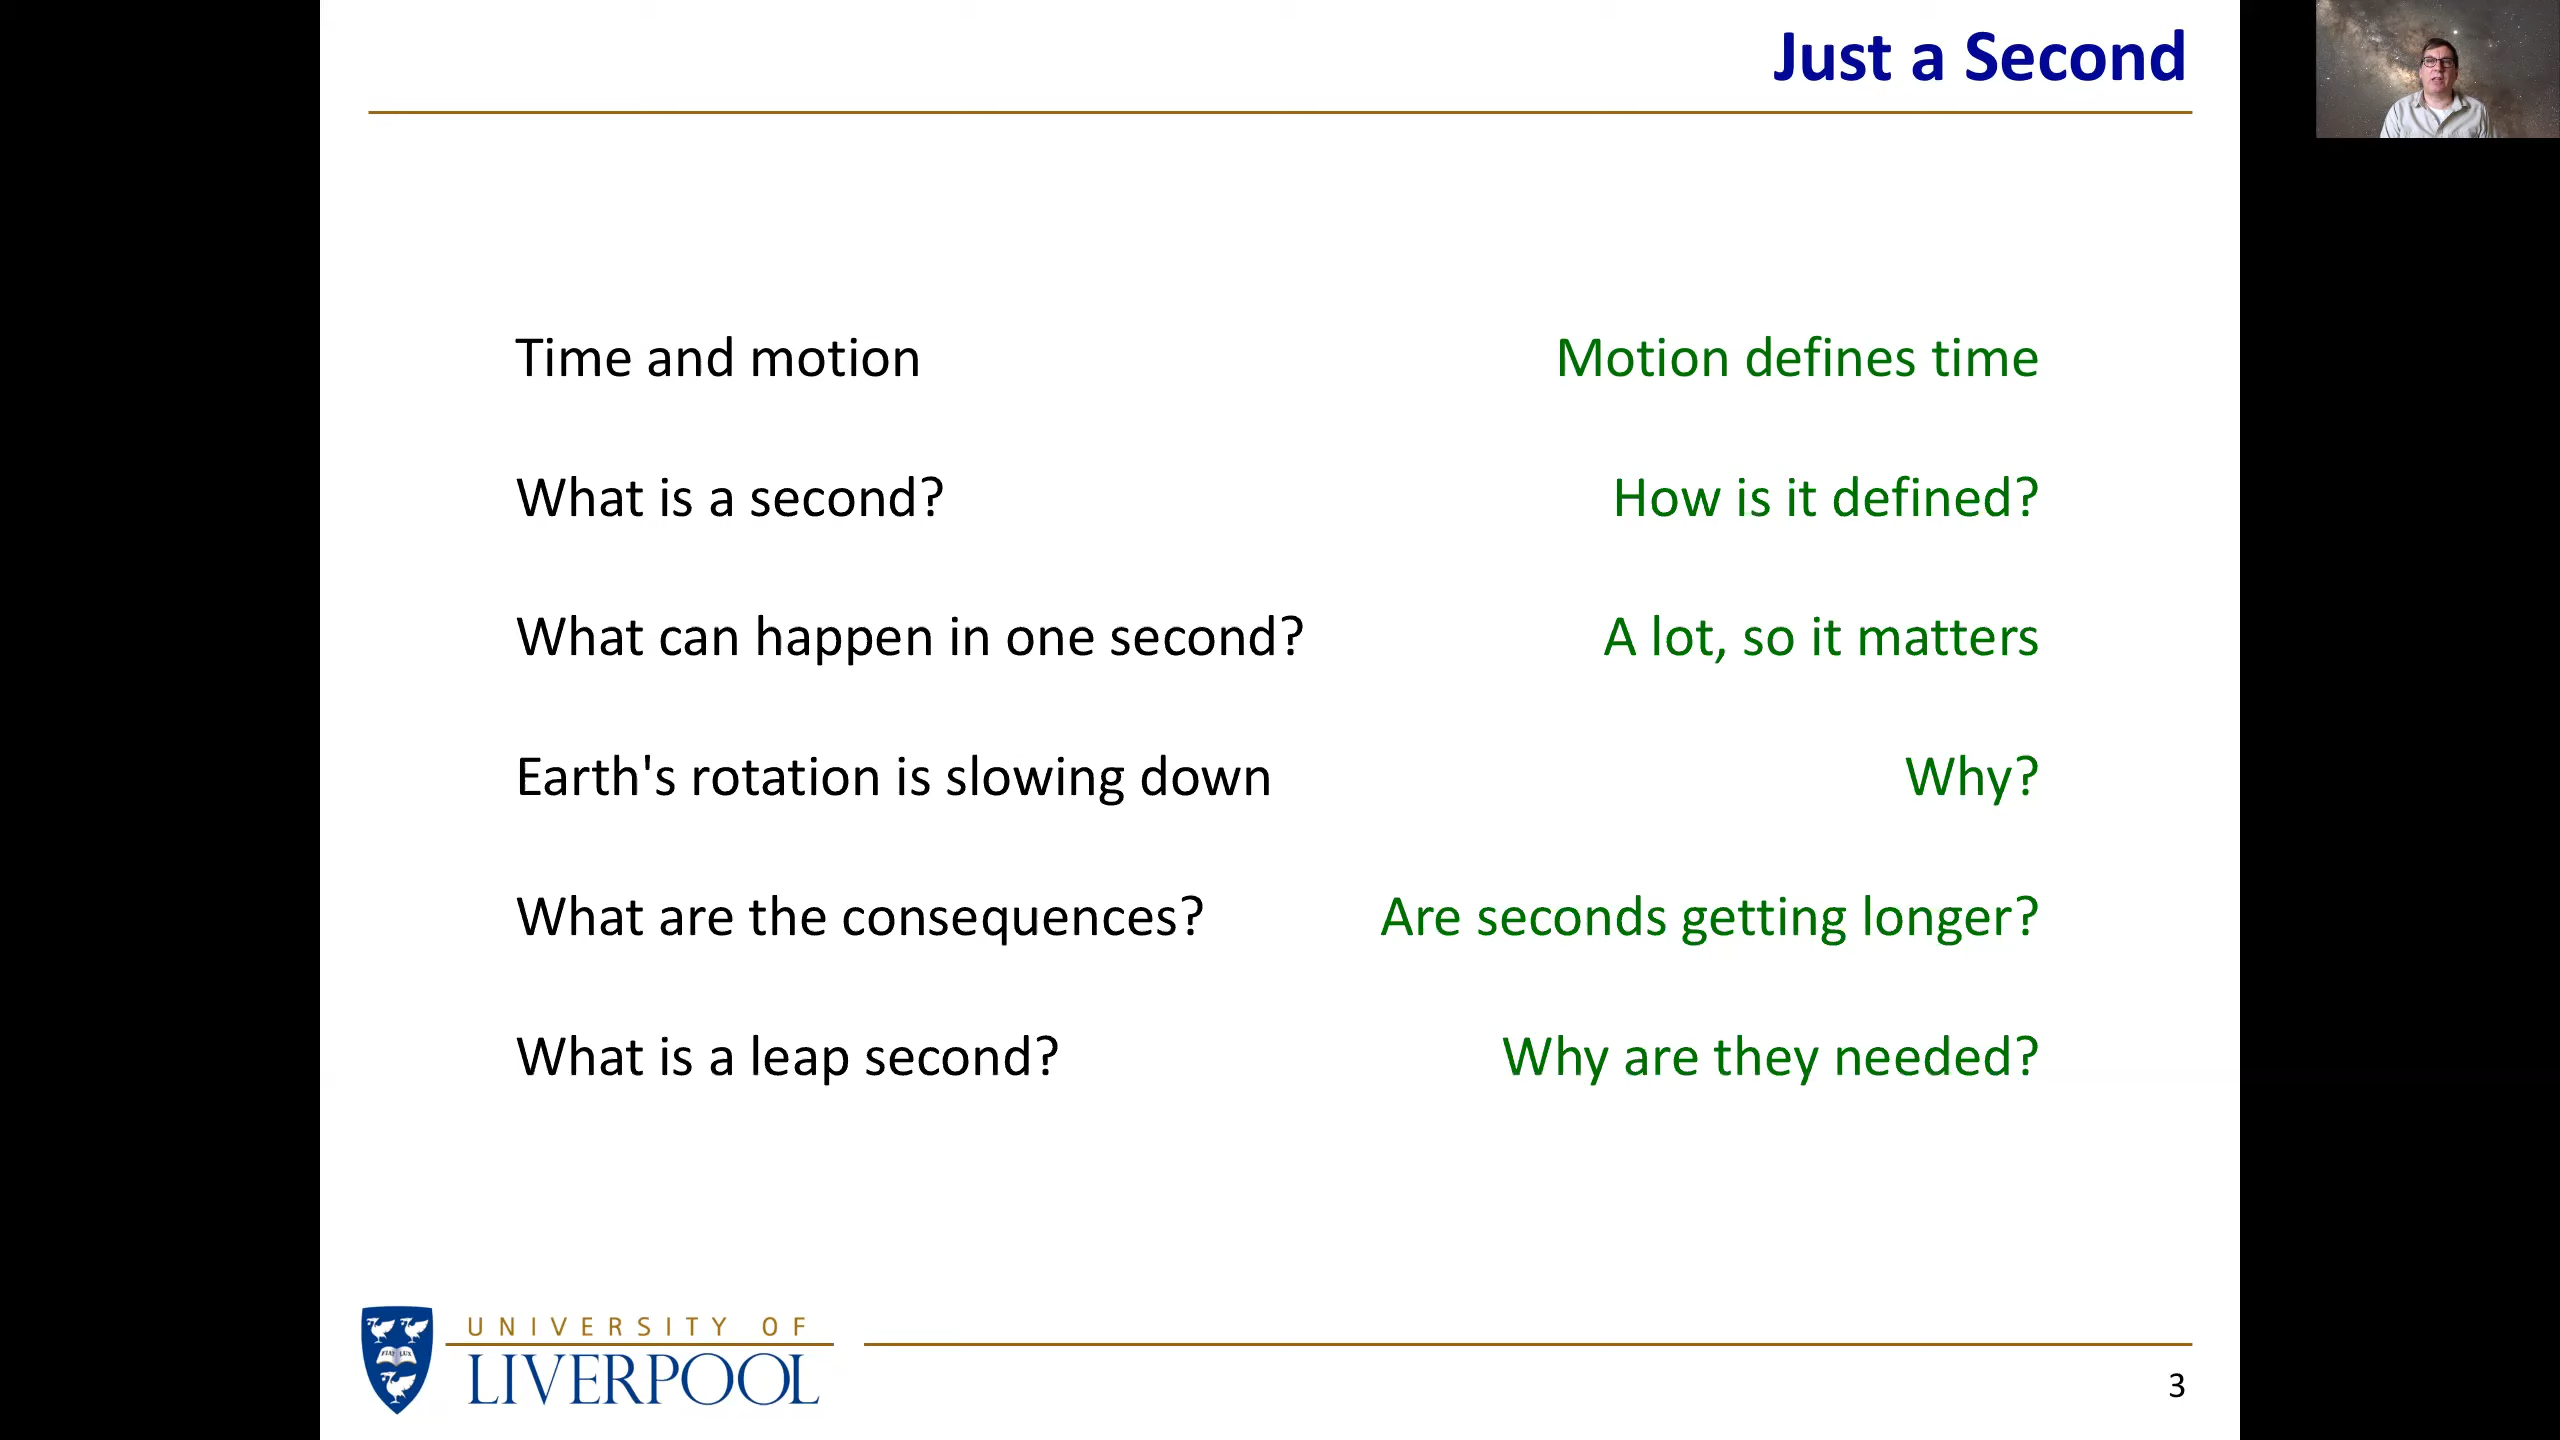 Just a Second
Time and motion Motion defines time
What is a second? How is it defined?
What can happen in one second? A lot, so it matters
Earth's rotation is slowing down Why?
What are the consequences? Are seconds getting longer?
What is a leap second? Why are they needed?
FIAT LUX
UNIVERSITY OF
LIVERPOOL
3